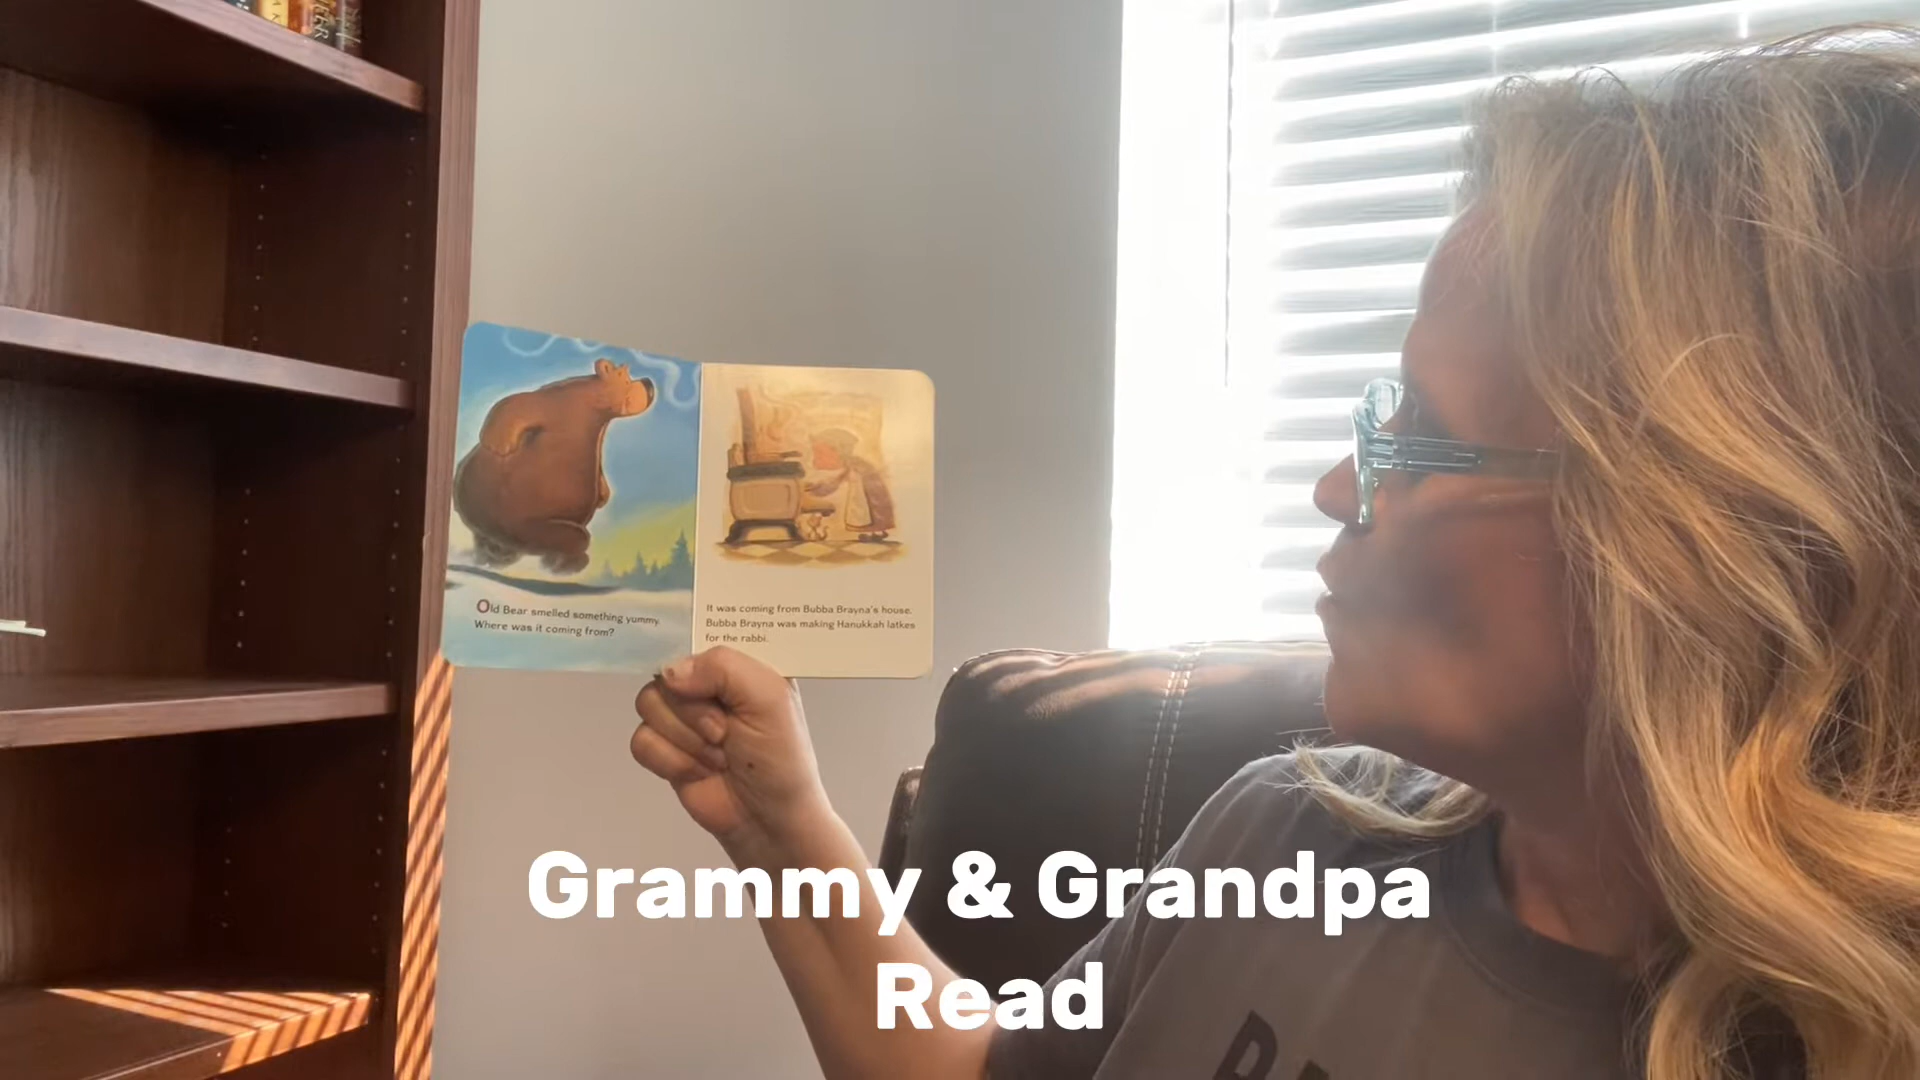 Old Bear smelled something yummy.
Where was it coming from?
It was coming from Bubba Brayna's house.
Bubba Brayna was making Hanukkah latkes
for the rabbi.
Grammy & Grandpa
Read